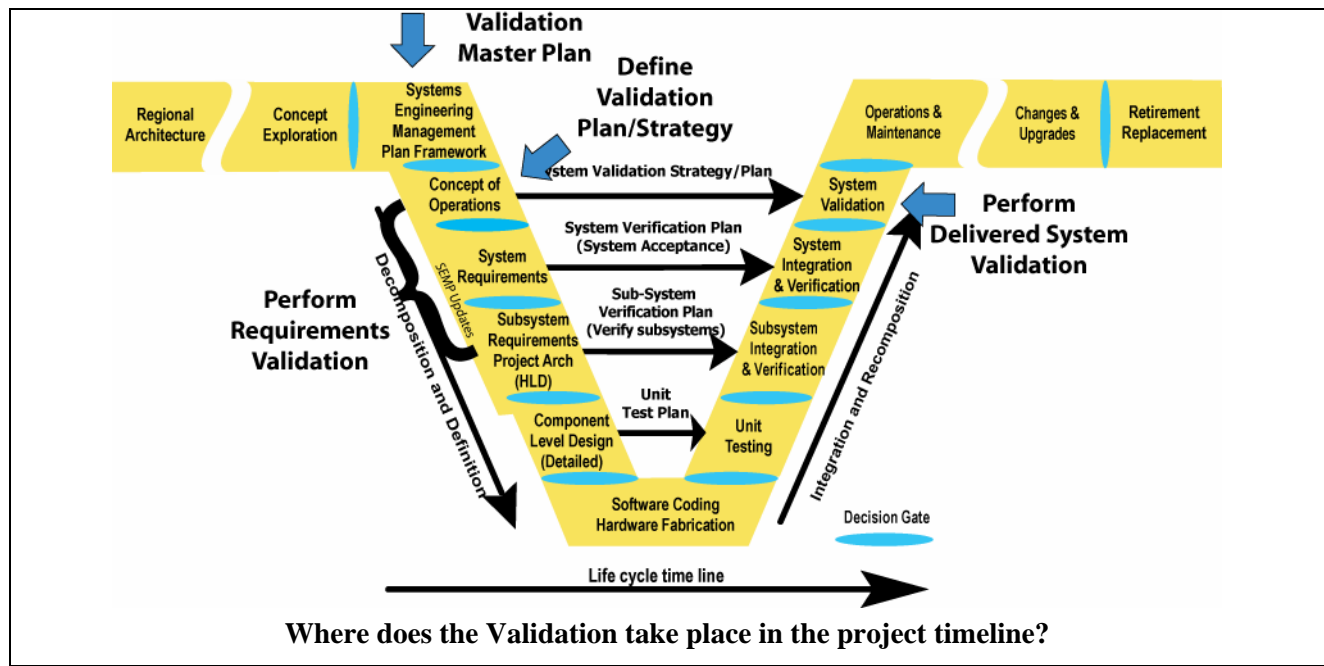 Validation
Master Plan
Define
Validation
Plan/Strategy
Regional
Architecture
Concept
Exploration
Systems
Engineering
Management
Plan Framework
Operations &
Maintenance
Changes &
Upgrades
Retirement
Replacement
ystem Validation Strategy/Plan
Concept of
Operations
System
Validation
Perform
Delivered System
Validation
System Verification Plan
(System Acceptance)
System
Requirements
System
Integration
& Verification
SEMP Updates
Decomposition and Definition
Perform
Requirements
Validation
Sub-System
Verification Plan
(Verify subsystems)
Subsystem
Requirements
Project Arch
(HLD)
Subsystem
Integration
& Verification
Integration and Recomposition
Unit
Test Plan
Component
Level Design
(Detailed)
Unit
Testing
Software Coding
Hardware Fabrication
Decision Gate
Life cycle time line
Where does the Validation take place in the project timeline?